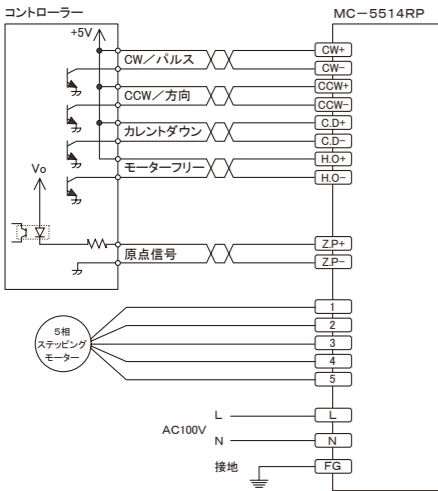 コントローラー
MC-5514RP
+5V
CW/パルス
CW+
CW-
CCW/方向
CCW+
CCW-
カレントダウン
C.D+
C.D-
モーターフリー
H.O+
H.O-
Vo
原点信号
Z.P+
Z.P-
5相
ステッピング
モーター
1
2
3
4
5
AC100V
L
L
N
N
接地
FG